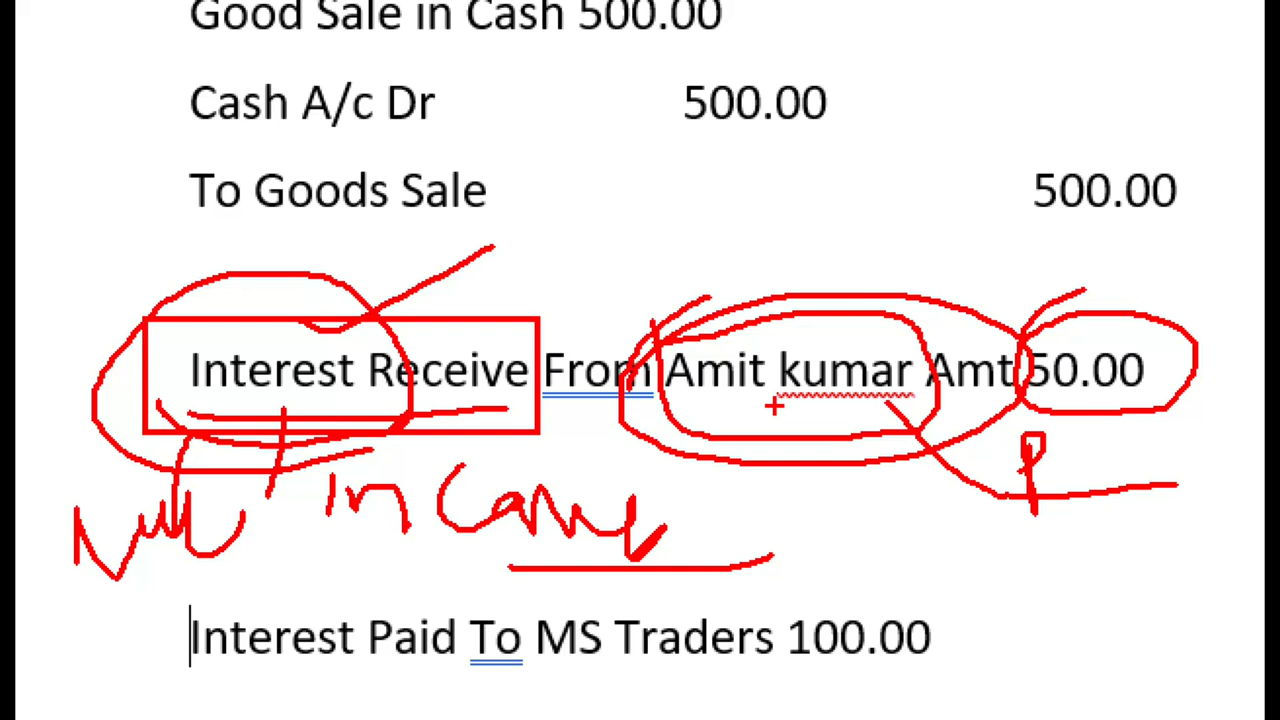 Good Sale in Cash 500.00
Cash A/c Dr 500.00
To Goods Sale 500.00
Interest Receive From Amit kumar Amt 50.00
P
in
Interest Paid To MS Traders 100.00